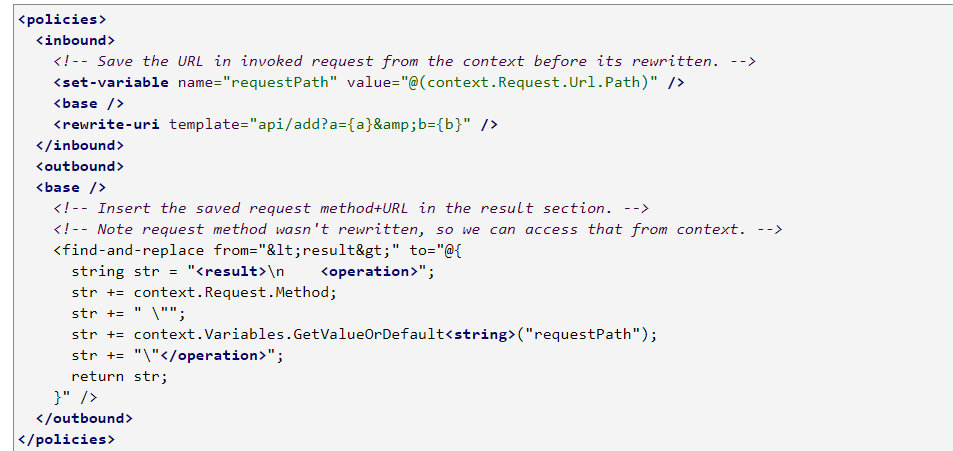 <policies>
  <inbound>
    <!-- Save the URL in invoked request from the context before its rewritten. -->
    <set-variable name="requestPath" value="@(context.Request.Url.Path)" />
    <base />
    <rewrite-uri template="api/add?a={a}&amp;b={b}" />
  </inbound>
  <outbound>
  <base />
    <!-- Insert the saved request method+URL in the result section. -->
    <!-- Note request method wasn't rewritten, so we can access that from context. -->
    <find-and-replace from="&lt;result&gt;" to="@{
      string str = "<result>\n    <operation>";
      str += context.Request.Method;
      str += " \"";
      str += context.Variables.GetValueOrDefault<string>("requestPath");
      str += "\"</operation>";
      return str;
    }" />
  </outbound>
</policies>